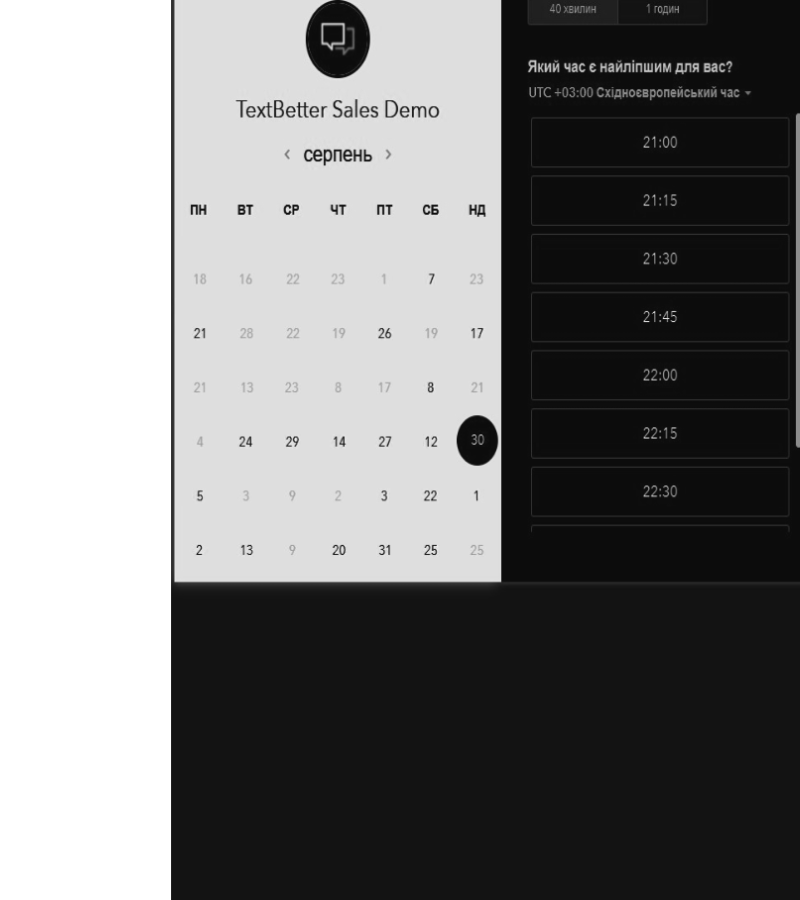 TextBetter Sales Demo
‹ серпень ›
ПН ВТ СР ЧТ ПТ СБ НД
18 16 22 23 1 7 23
21 28 22 19 26 19 17
21 13 23 8 17 8 21
4 24 29 14 27 12 30
5 3 9 2 3 22 1
2 13 9 20 31 25 25
40 хвилин 1 годин
Який час є найліпшим для вас?
UTC +03:00 Східноєвропейський час
21:00
21:15
21:30
21:45
22:00
22:15
22:30